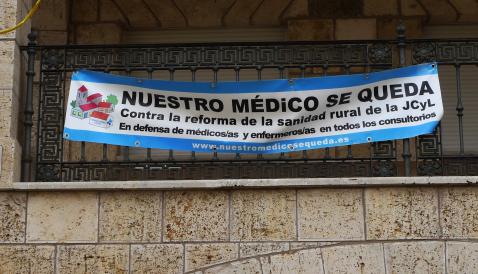 NUESTRO MÉDiCO SE QUEDA
Contra la reforma de la sanidad rural de la JCyL
En defensa de médicos/as y enfermeros/as en todos los consultorios
www.nuestromedicosequeda.es